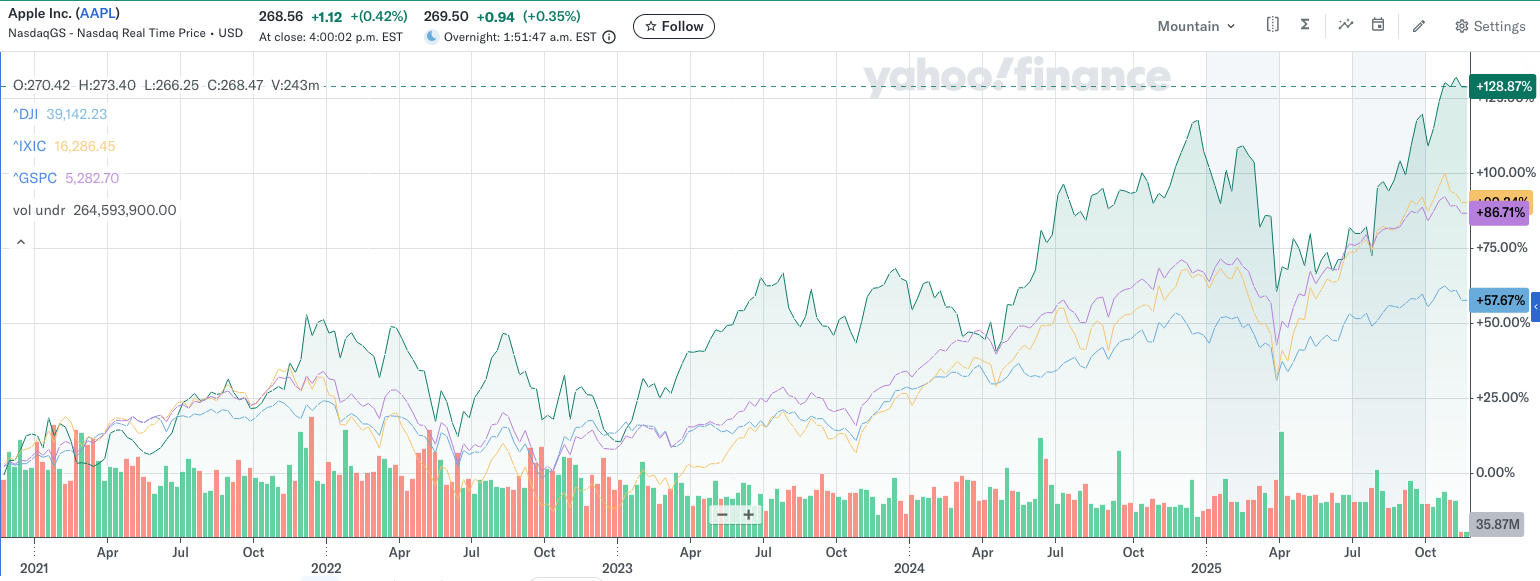 Apple Inc. (AAPL)
NasdaqGS - Nasdaq Real Time Price • USD
268.56 +1.12 +(0.42%)
At close: 4:00:02 p.m. EST
269.50 +0.94 (+0.35%)
Overnight: 1:51:47 a.m. EST
Follow
Mountain
Settings
yahoo!finance
O:270.42 H:273.40 L:266.25 C:268.47 V:243m
^DJI 39,142.23
^IXIC 16,286.45
^GSPC 5,282.70
vol undr 264,593,900.00
+128.87%
+125.00%
+100.00%
+86.71%
+75.00%
+57.67%
+50.00%
+25.00%
0.00%
35.87M
− +
Apr Jul Oct Apr Jul Oct Apr Jul Oct Apr Jul Oct Apr Jul Oct
2021 2022 2023 2024 2025